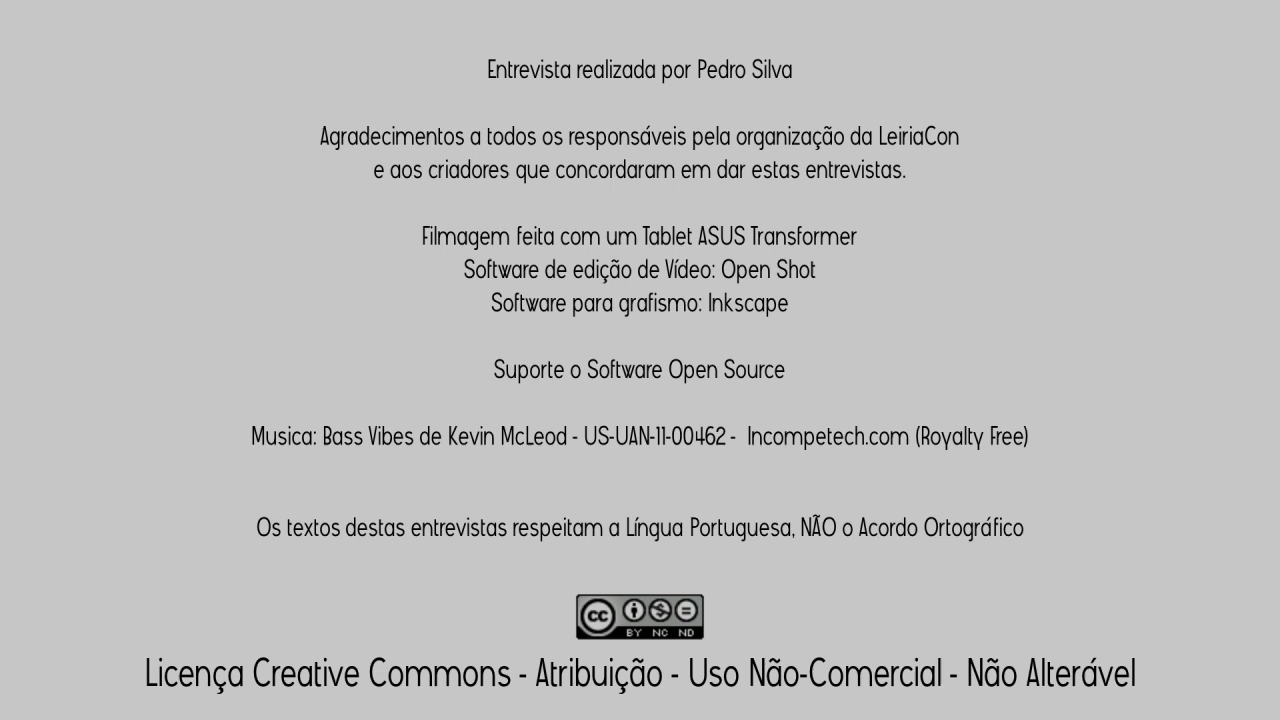 Entrevista realizada por Pedro Silva
Agradecimentos a todos os responsáveis pela organização da LeiriaCon
e aos criadores que concordaram em dar estas entrevistas.
Filmagem feita com um Tablet ASUS Transformer
Software de edição de Vídeo: Open Shot
Software para grafismo: Inkscape
Suporte o Software Open Source
Musica: Bass Vibes de Kevin McLeod - US-UAN-11-00462 - Incompetech.com (Royalty Free)
Os textos destas entrevistas respeitam a Língua Portuguesa, NÃO o Acordo Ortográfico
cc
BY NC ND
Licença Creative Commons - Atribuição - Uso Não-Comercial - Não Alterável